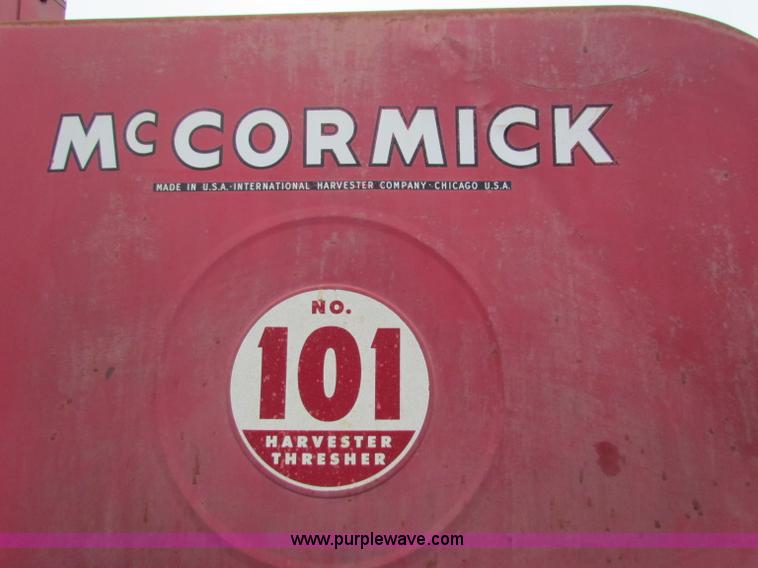 McCORMICK
MADE IN U.S.A. · INTERNATIONAL HARVESTER COMPANY · CHICAGO U.S.A.
NO.
101
HARVESTER
THRESHER
www.purplewave.com